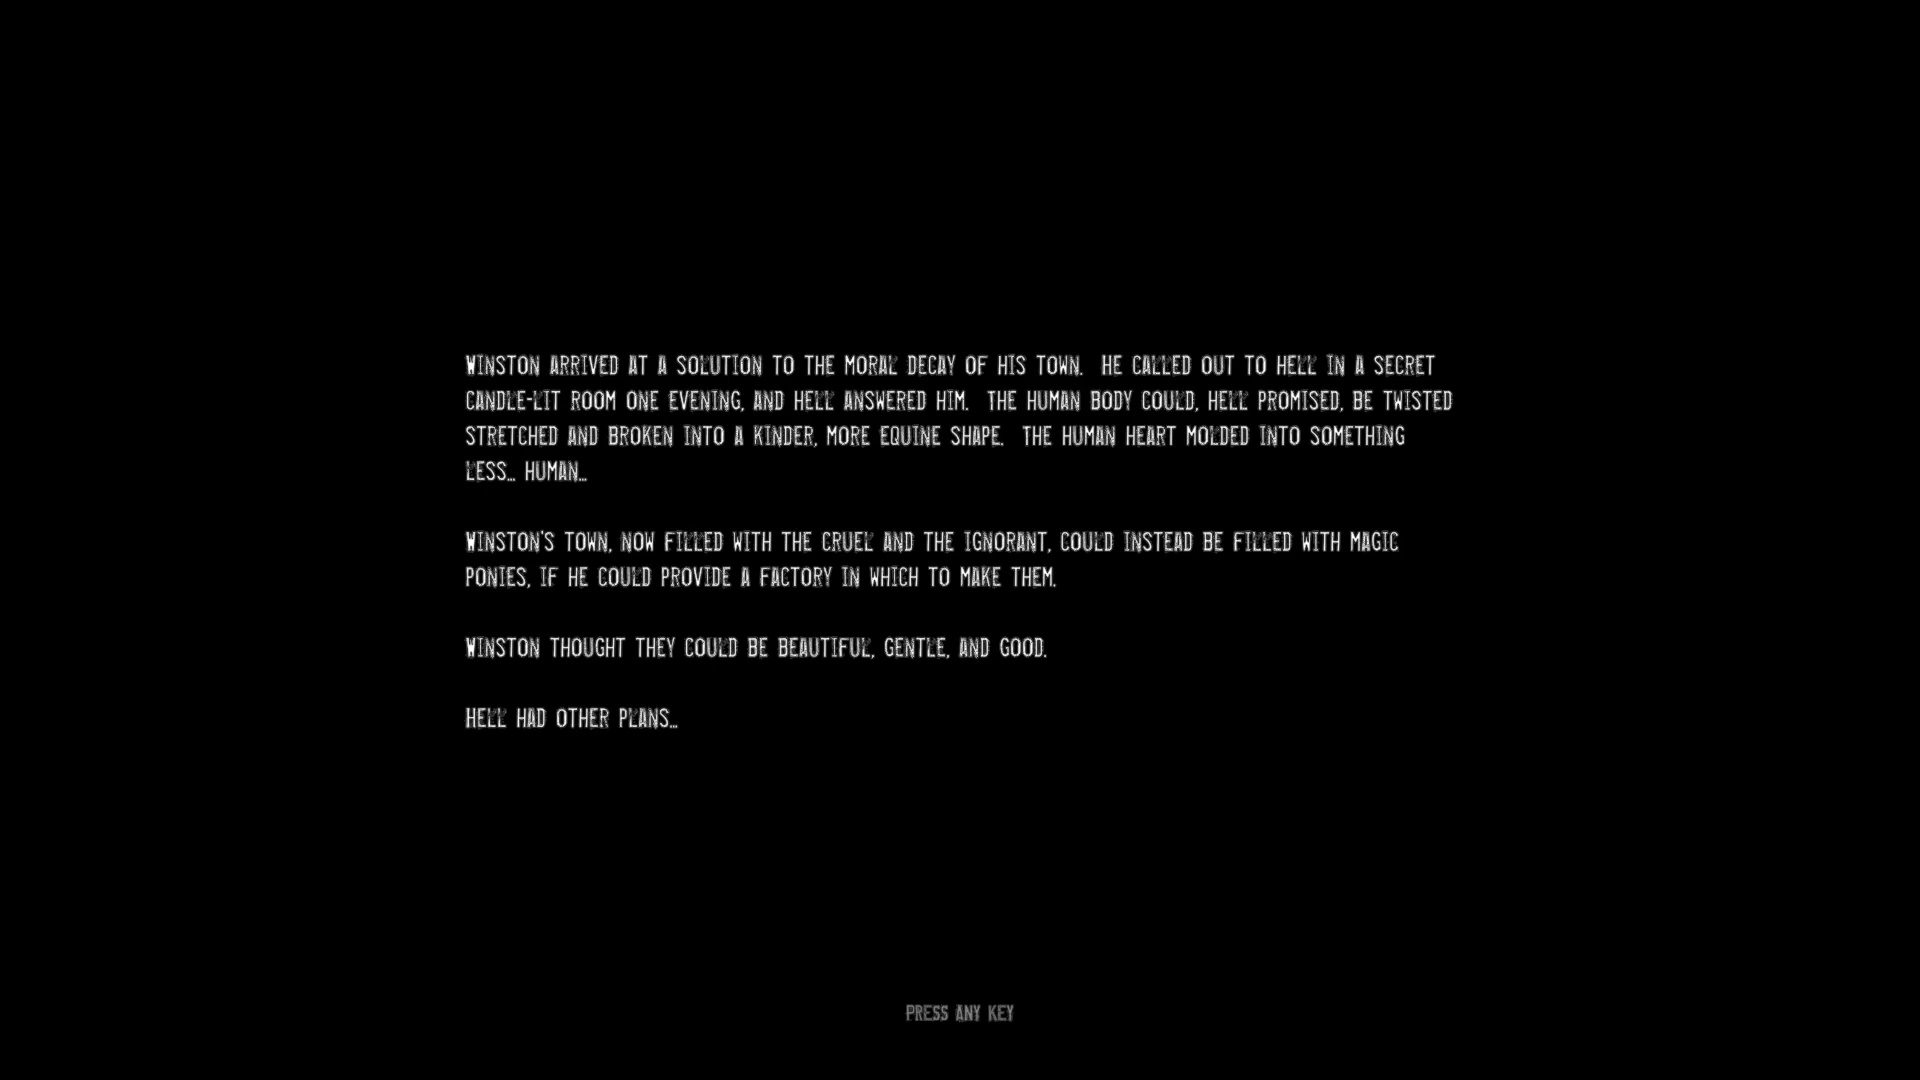 WINSTON ARRIVED AT A SOLUTION TO THE MORAL DECAY OF HIS TOWN.  HE CALLED OUT TO HELL IN A SECRET
CANDLE-LIT ROOM ONE EVENING, AND HELL ANSWERED HIM.  THE HUMAN BODY COULD, HELL PROMISED, BE TWISTED
STRETCHED AND BROKEN INTO A KINDER, MORE EQUINE SHAPE.  THE HUMAN HEART MOLDED INTO SOMETHING
LESS... HUMAN...
WINSTON'S TOWN, NOW FILLED WITH THE CRUEL AND THE IGNORANT, COULD INSTEAD BE FILLED WITH MAGIC
PONIES, IF HE COULD PROVIDE A FACTORY IN WHICH TO MAKE THEM.
WINSTON THOUGHT THEY COULD BE BEAUTIFUL, GENTLE, AND GOOD.
HELL HAD OTHER PLANS...
PRESS ANY KEY